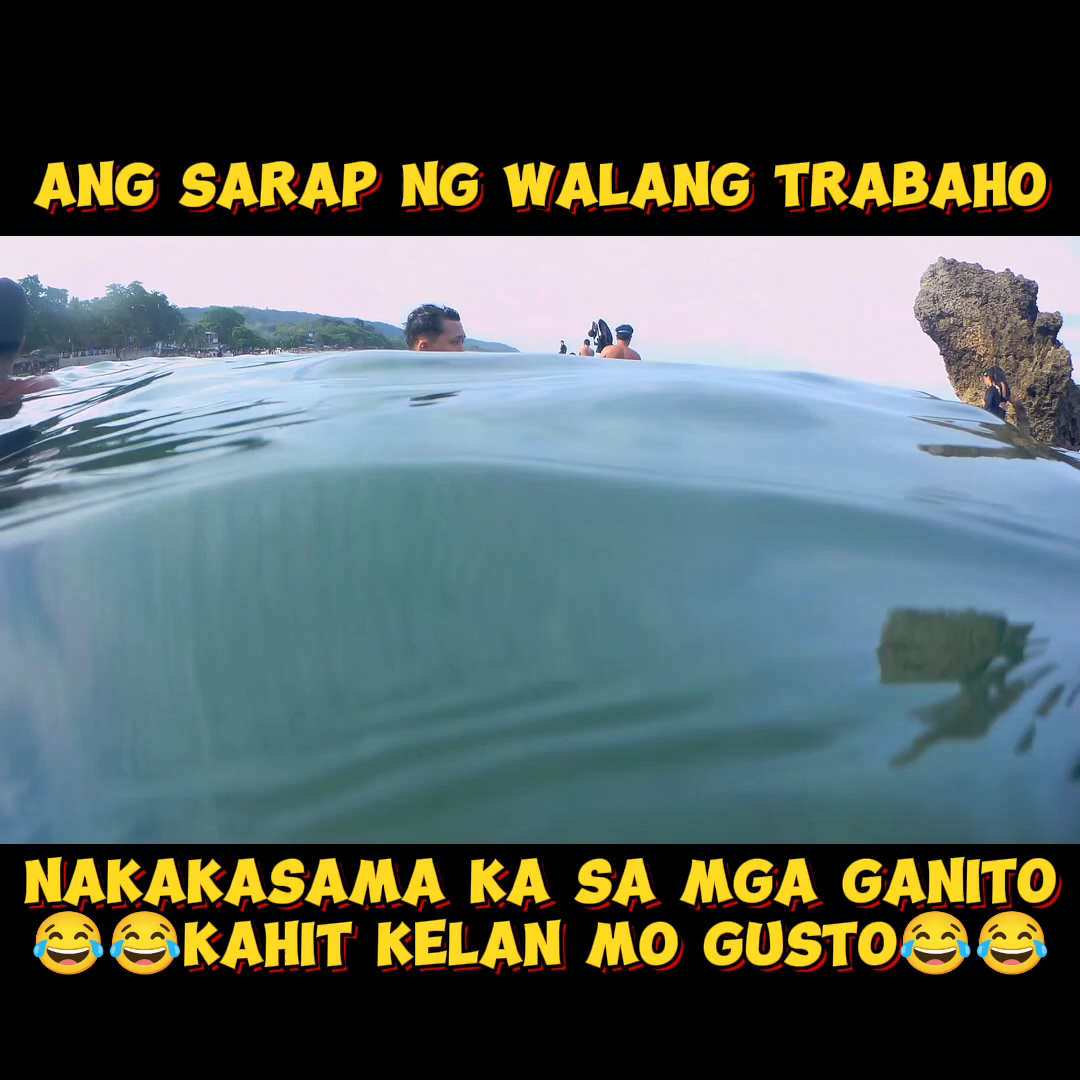 ANG SARAP NG WALANG TRABAHO
NAKAKASAMA KA SA MGA GANITO
😂😂KAHIT KELAN MO GUSTO😂😂